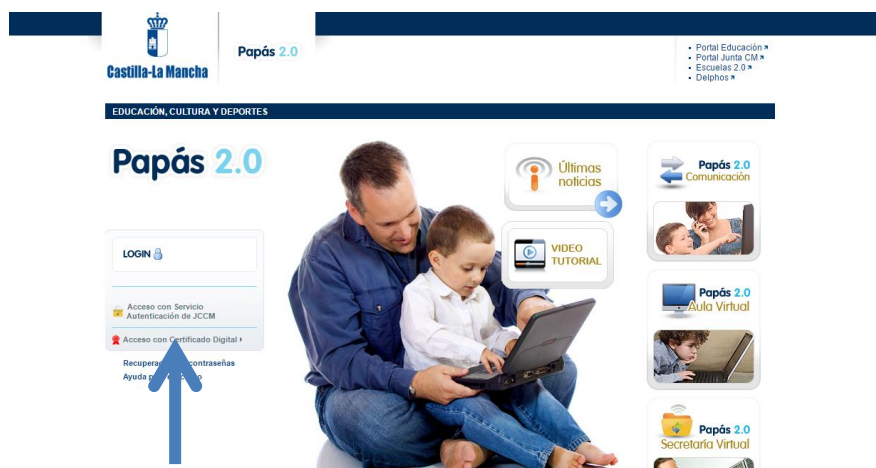 Castilla-La Mancha
Papás 2.0
Portal Educación
Portal Junta CM
Escuelas 2.0
Delphos
EDUCACIÓN, CULTURA Y DEPORTES
Papás 2.0
LOGIN
Acceso con Servicio
Autenticación de JCCM
Acceso con Certificado Digital
contraseñas
Ayuda
Últimas
noticias
VIDEO
TUTORIAL
Papás 2.0
Comunicación
Papás 2.0
Aula Virtual
Papás 2.0
Secretaría Virtual